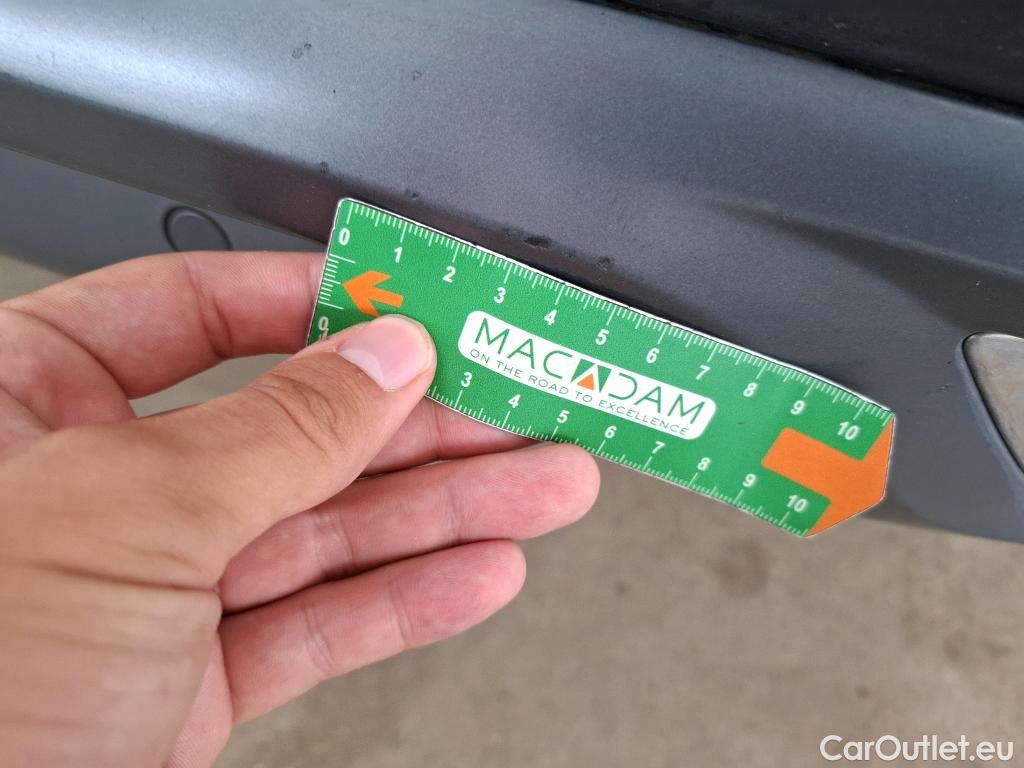 0 1 2 3 4 5 6 7 8 9 10
MACADAM
ON THE ROAD TO EXCELLENCE
0 3 4 5 6 7 8 9 10
CarOutlet.eu